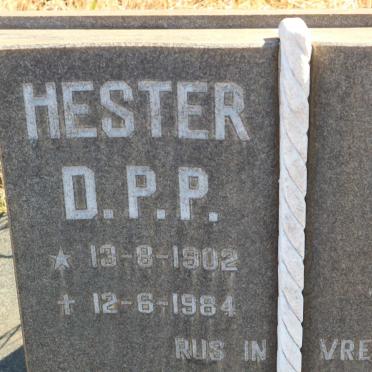 HESTER
D.P.P.
★ 13-8-1902
✝ 12-6-1984
RUS IN VRE